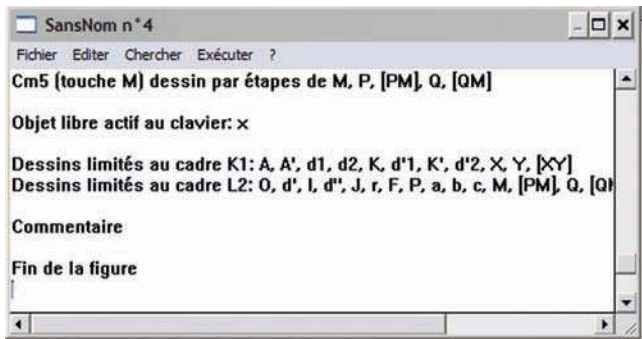 SansNom n°4
Fichier Editer Chercher Exécuter ?
Cm5 (touche M) dessin par étapes de M, P, [PM], Q, [QM]
Objet libre actif au clavier: x
Dessins limités au cadre K1: A, A', d1, d2, K, d'1, K', d'2, X, Y, [XY]
Dessins limités au cadre L2: O, d', I, d'', J, r, F, P, a, b, c, M, [PM], Q,
Commentaire
Fin de la figure